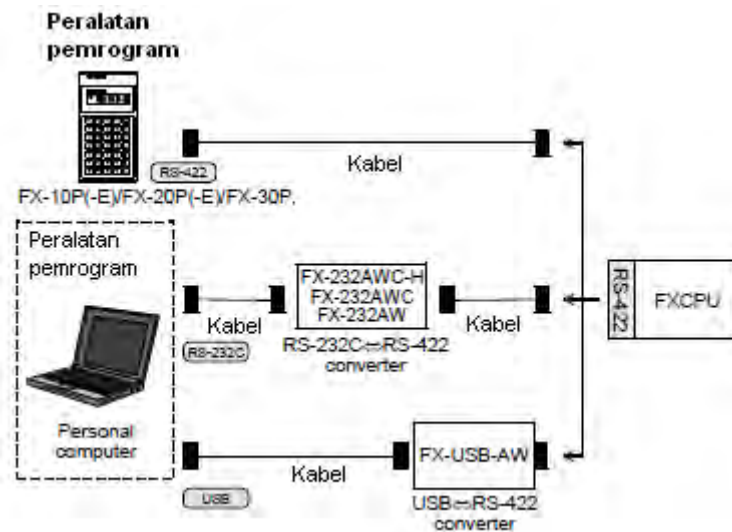 Peralatan
pemrogram
RS-422
Kabel
FX-10P(-E)/FX-20P(-E)/FX-30P.
Peralatan
pemrogram
Personal
computer
Kabel
RS-232C
FX-232AWC-H
FX-232AWC
FX-232AW
RS-232C⇔RS-422
converter
Kabel
RS-422
FXCPU
Kabel
USB
FX-USB-AW
USB⇔RS-422
converter